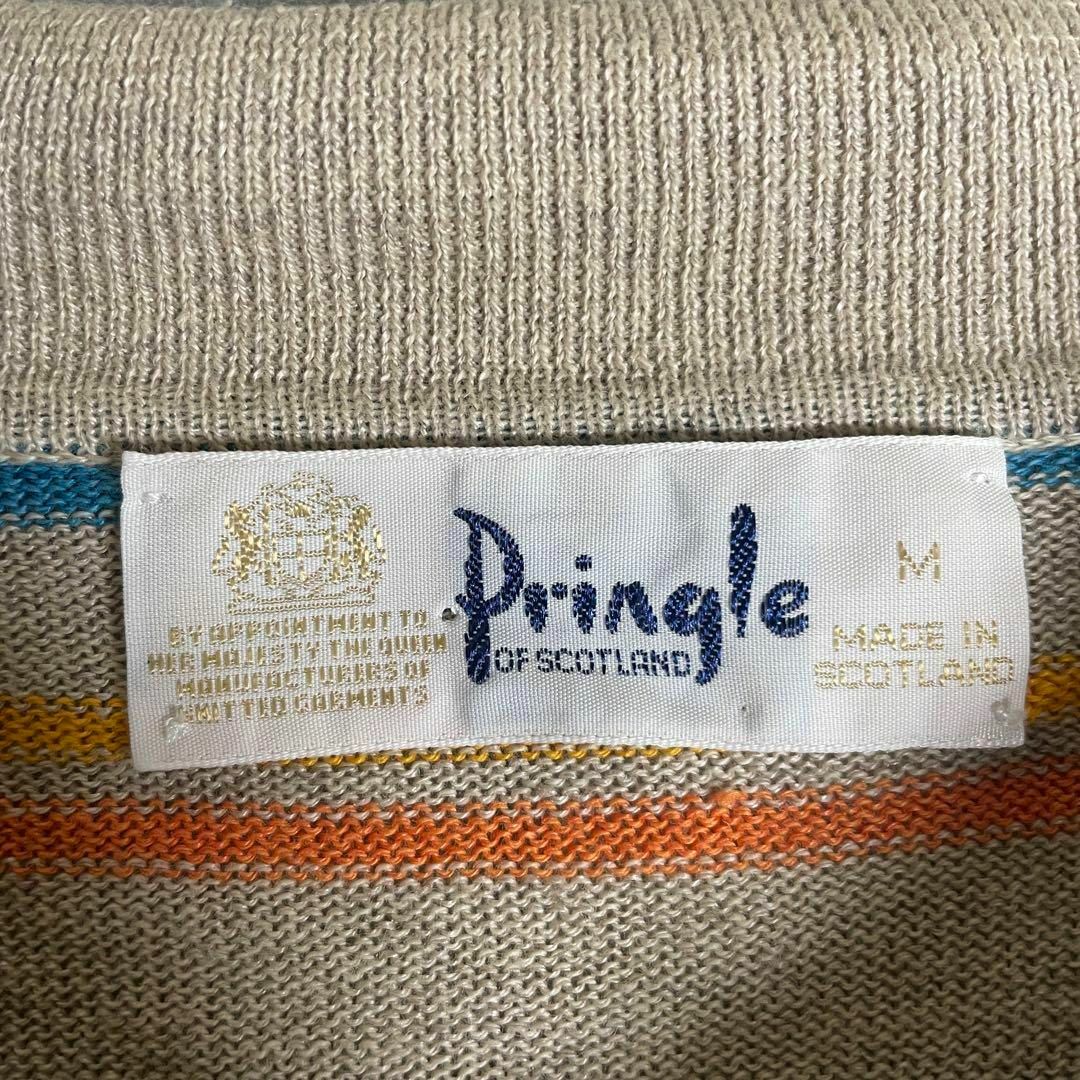 BY APPOINTMENT TO
HER MAJESTY THE QUEEN
MANUFACTURERS OF
KNITTED GARMENTS
Pringle
OF SCOTLAND
M
MADE IN
SCOTLAND